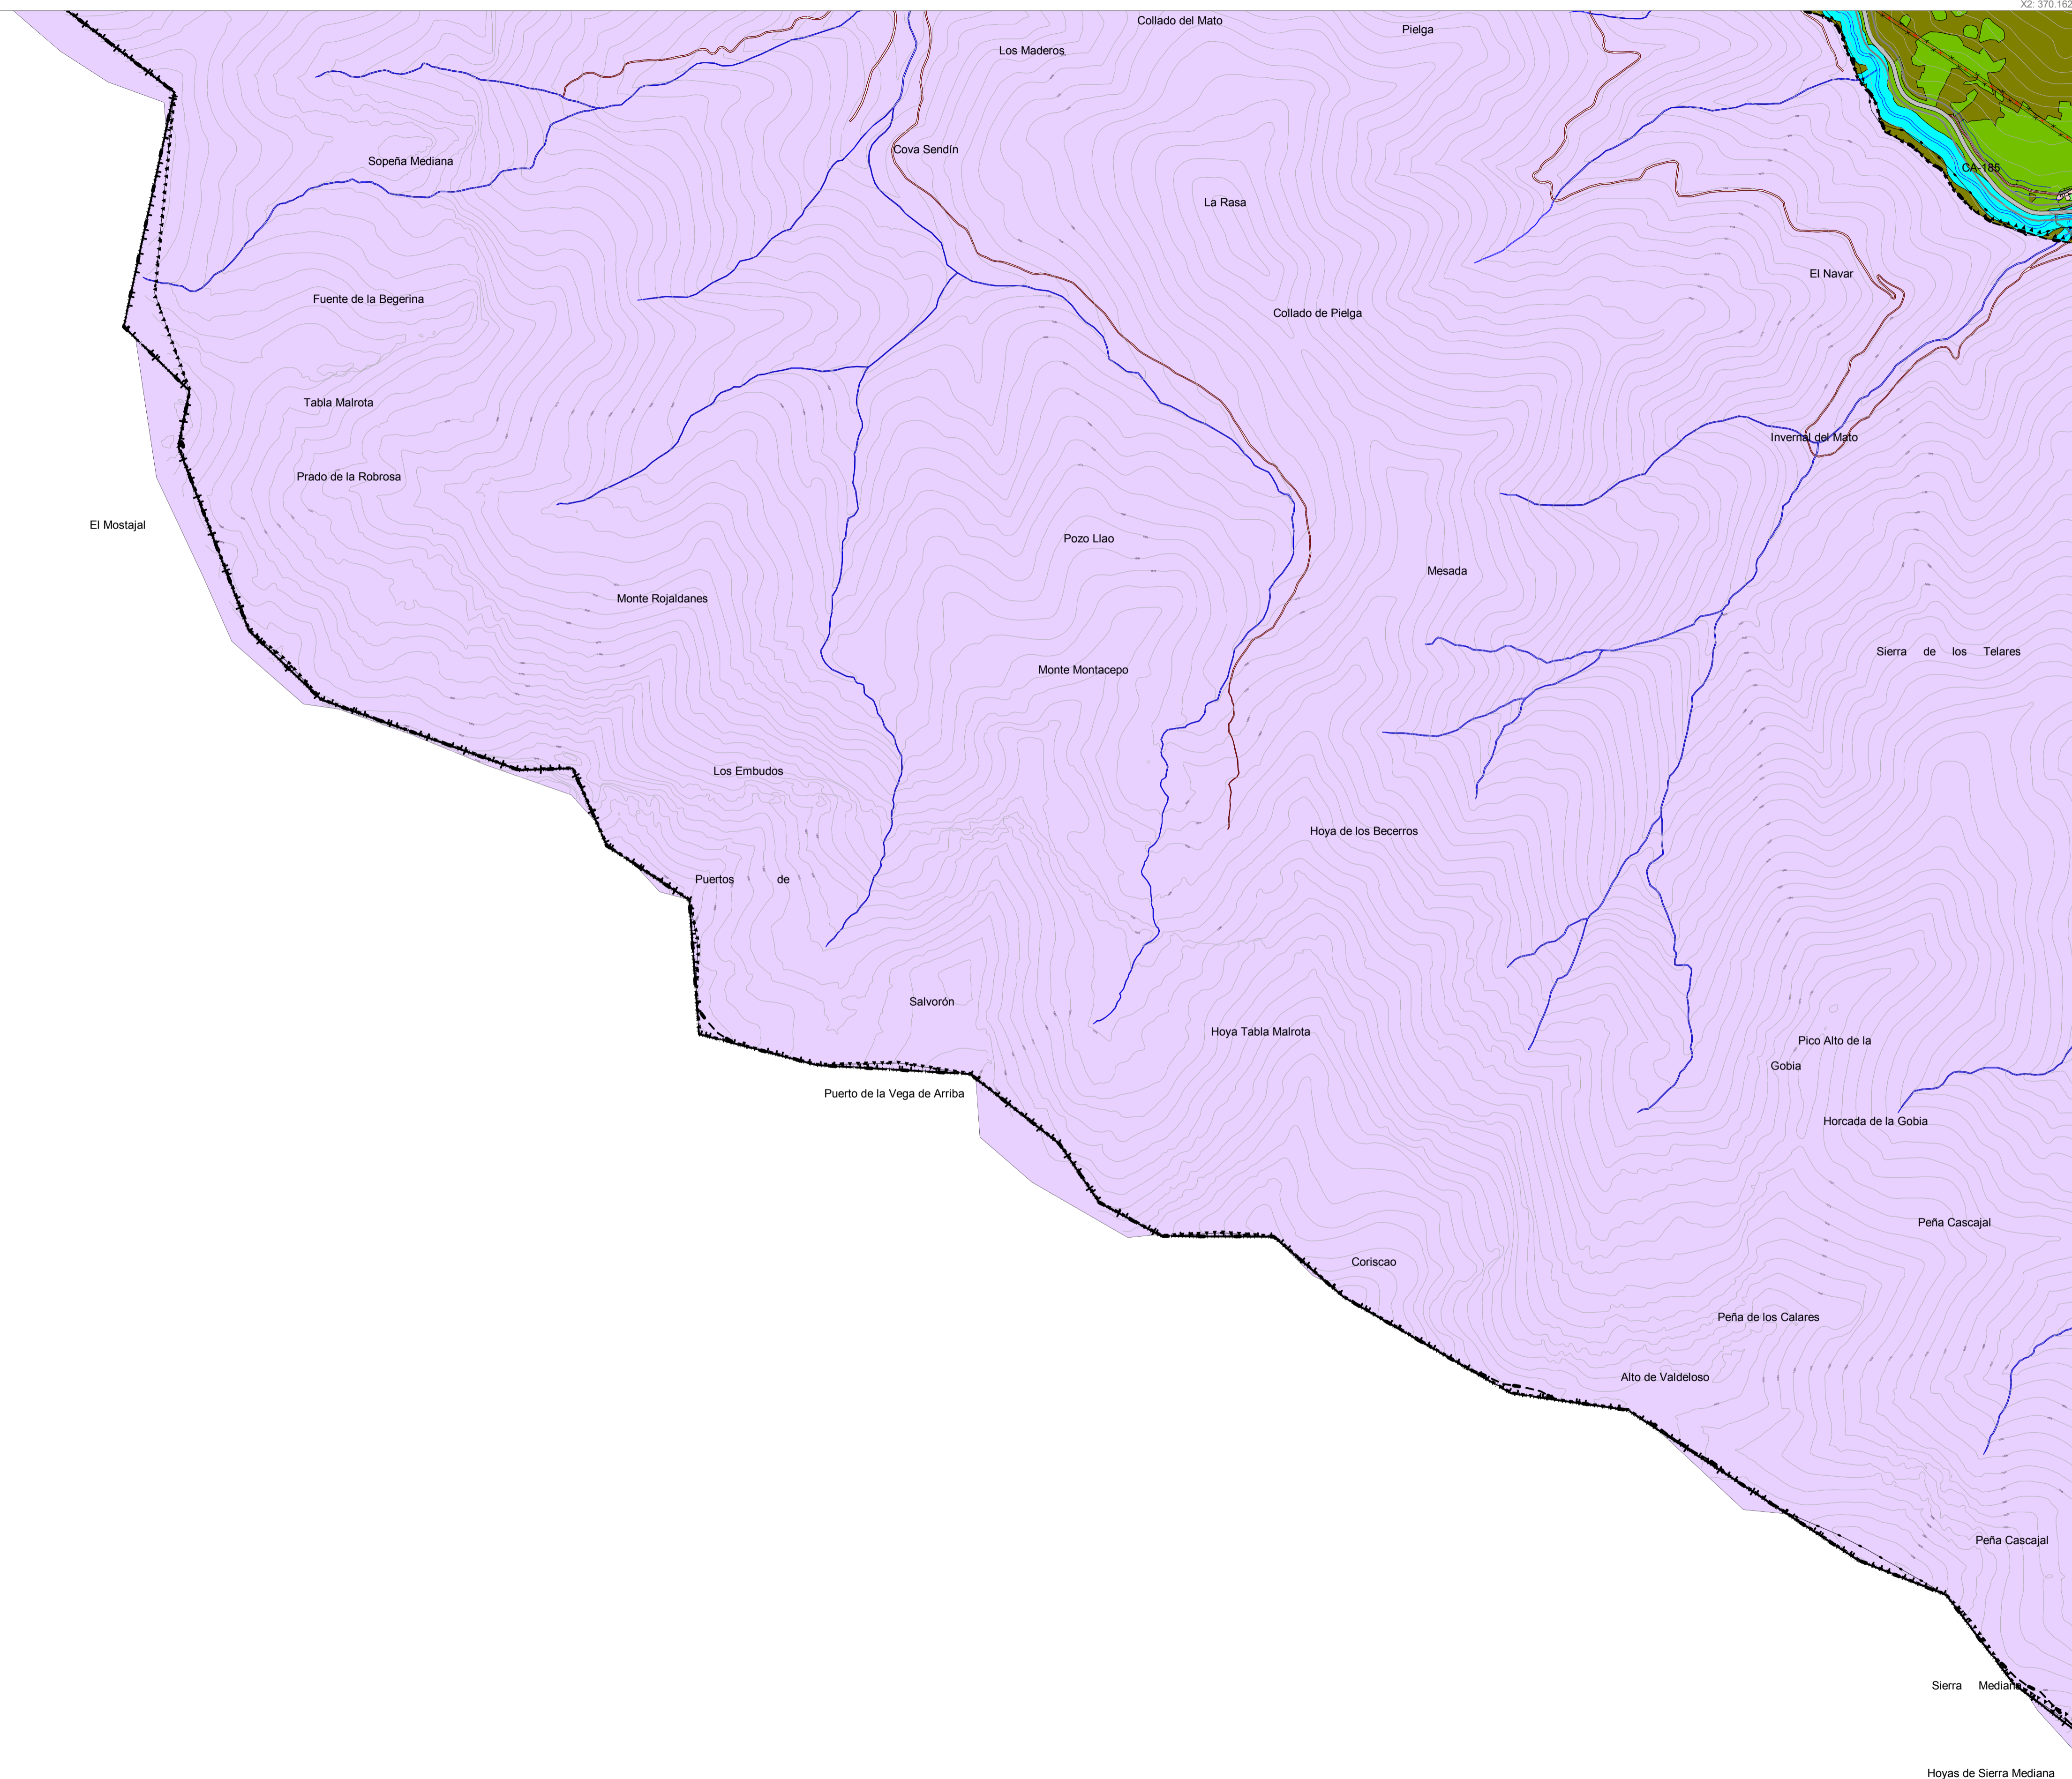 X2: 370.162
Collado del Mato
Pielga
Los Maderos
Cova Sendín
Sopeña Mediana
CA-185
La Rasa
El Navar
Fuente de la Begerina
Collado de Pielga
Tabla Malrota
Invernal del Mato
Prado de la Robrosa
El Mostajal
Pozo Llao
Mesada
Monte Rojaldanes
Sierra de los Telares
Monte Montacepo
Los Embudos
Hoya de los Becerros
Puertos de
Salvorón
Hoya Tabla Malrota
Pico Alto de la
Gobia
Puerto de la Vega de Arriba
Horcada de la Gobia
Peña Cascajal
Coriscao
Peña de los Calares
Alto de Valdeloso
Peña Cascajal
Sierra Mediana
Hoyas de Sierra Mediana